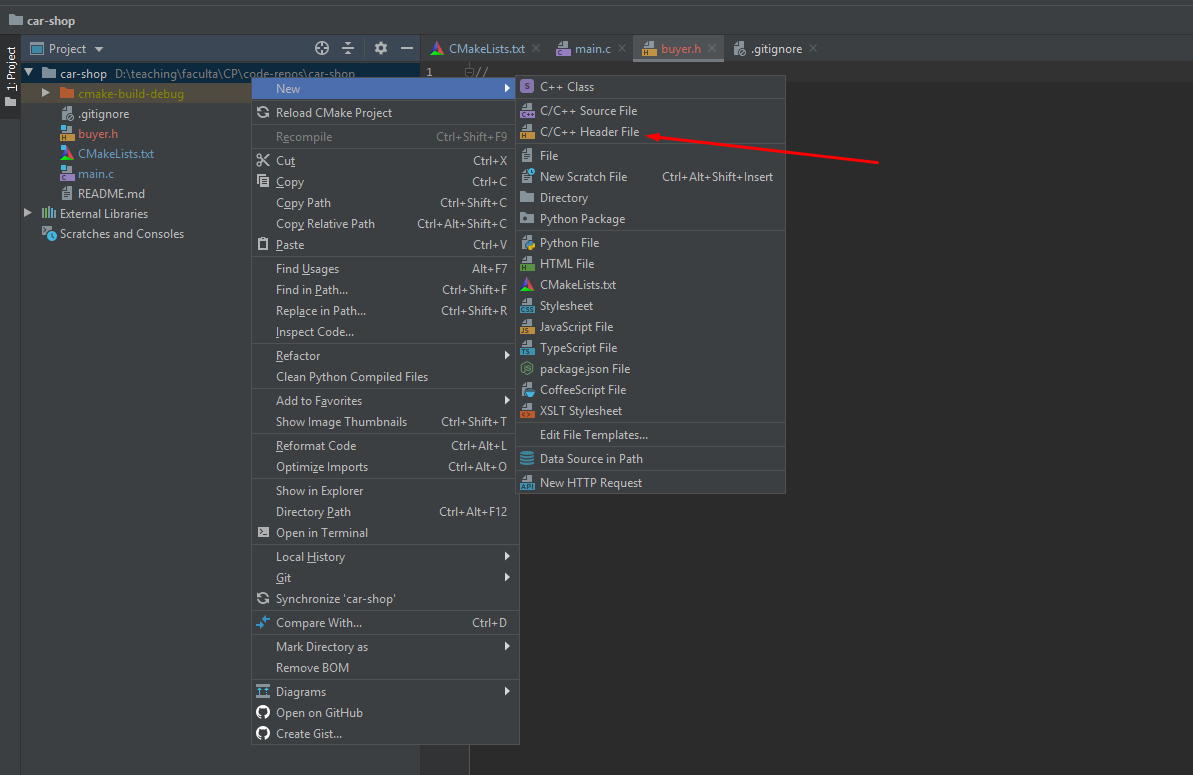 car-shop
1: Project
Project
CMakeLists.txt
main.c
buyer.h
.gitignore
car-shop D:\teaching\faculta\CP\code-repos\car-shop
cmake-build-debug
.gitignore
buyer.h
CMakeLists.txt
main.c
README.md
External Libraries
Scratches and Consoles
1 //
New
Reload CMake Project
Recompile Ctrl+Shift+F9
Cut Ctrl+X
Copy Ctrl+C
Copy Path Ctrl+Shift+C
Copy Relative Path Ctrl+Alt+Shift+C
Paste Ctrl+V
Find Usages Alt+F7
Find in Path... Ctrl+Shift+F
Replace in Path... Ctrl+Shift+R
Inspect Code...
Refactor
Clean Python Compiled Files
Add to Favorites
Show Image Thumbnails Ctrl+Shift+T
Reformat Code Ctrl+Alt+L
Optimize Imports Ctrl+Alt+O
Show in Explorer
Directory Path Ctrl+Alt+F12
Open in Terminal
Local History
Git
Synchronize 'car-shop'
Compare With... Ctrl+D
Mark Directory as
Remove BOM
Diagrams
Open on GitHub
Create Gist...
C++ Class
C/C++ Source File
C/C++ Header File
File
New Scratch File Ctrl+Alt+Shift+Insert
Directory
Python Package
Python File
HTML File
CMakeLists.txt
Stylesheet
JavaScript File
TypeScript File
package.json File
CoffeeScript File
XSLT Stylesheet
Edit File Templates...
Data Source in Path
New HTTP Request